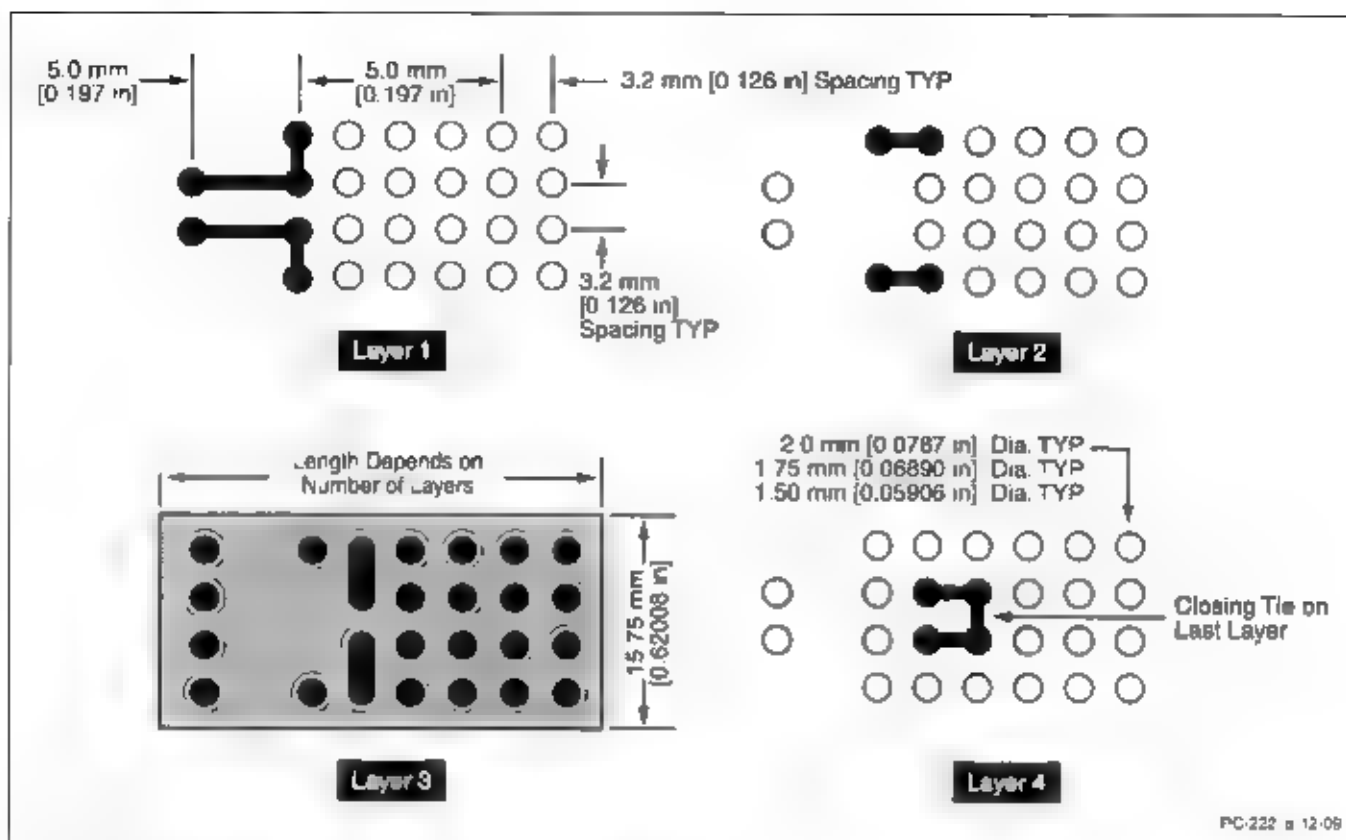 5.0 mm
[0.197 in]
5.0 mm
[0.197 in]
3.2 mm [0 126 in] Spacing TYP
3.2 mm
[0 126 in]
Spacing TYP
Layer 1
Layer 2
Length Depends on
Number of Layers
15 75 mm
[0.62008 in]
Layer 3
2.0 mm [0.0787 in] Dia. TYP
1 75 mm [0 06890 in] Dia. TYP
1.50 mm [0.05906 in] Dia. TYP
Closing Tie on
Last Layer
Layer 4
PC-222 a 12-09